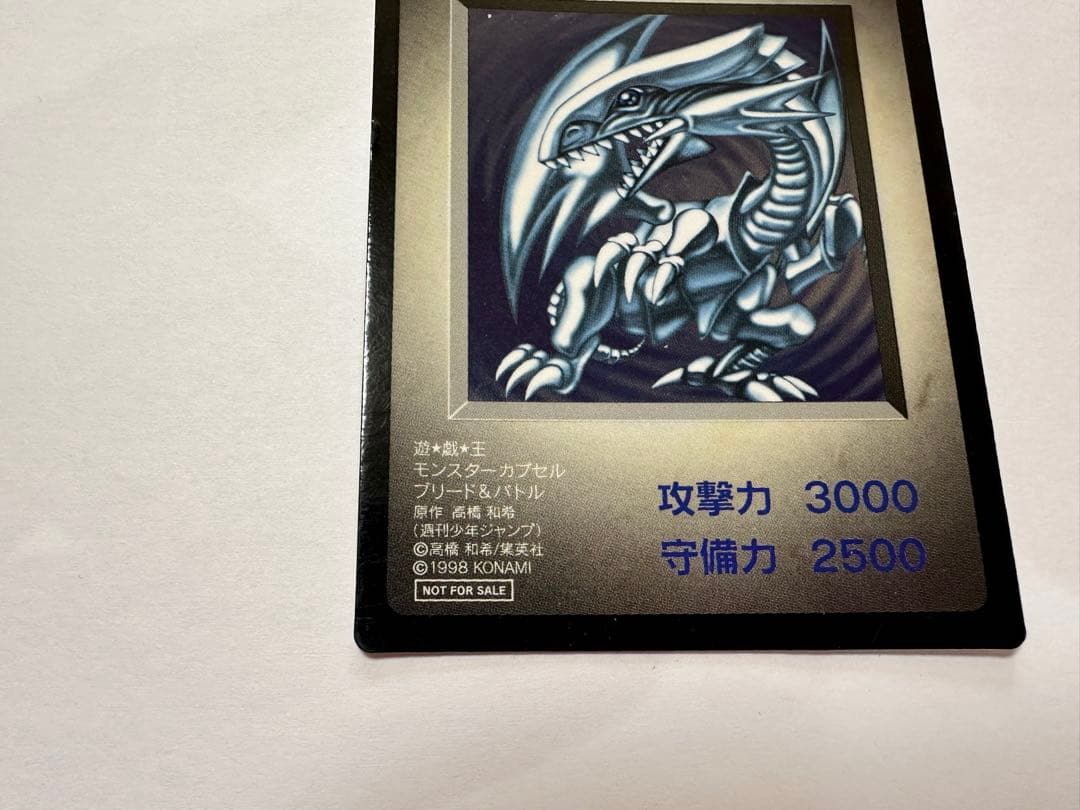 遊★戯★王
モンスターカプセル
ブリード&バトル
原作 高橋 和希
(週刊少年ジャンプ)
©高橋 和希/集英社
©1998 KONAMI
NOT FOR SALE
攻撃力 3000
守備力 2500